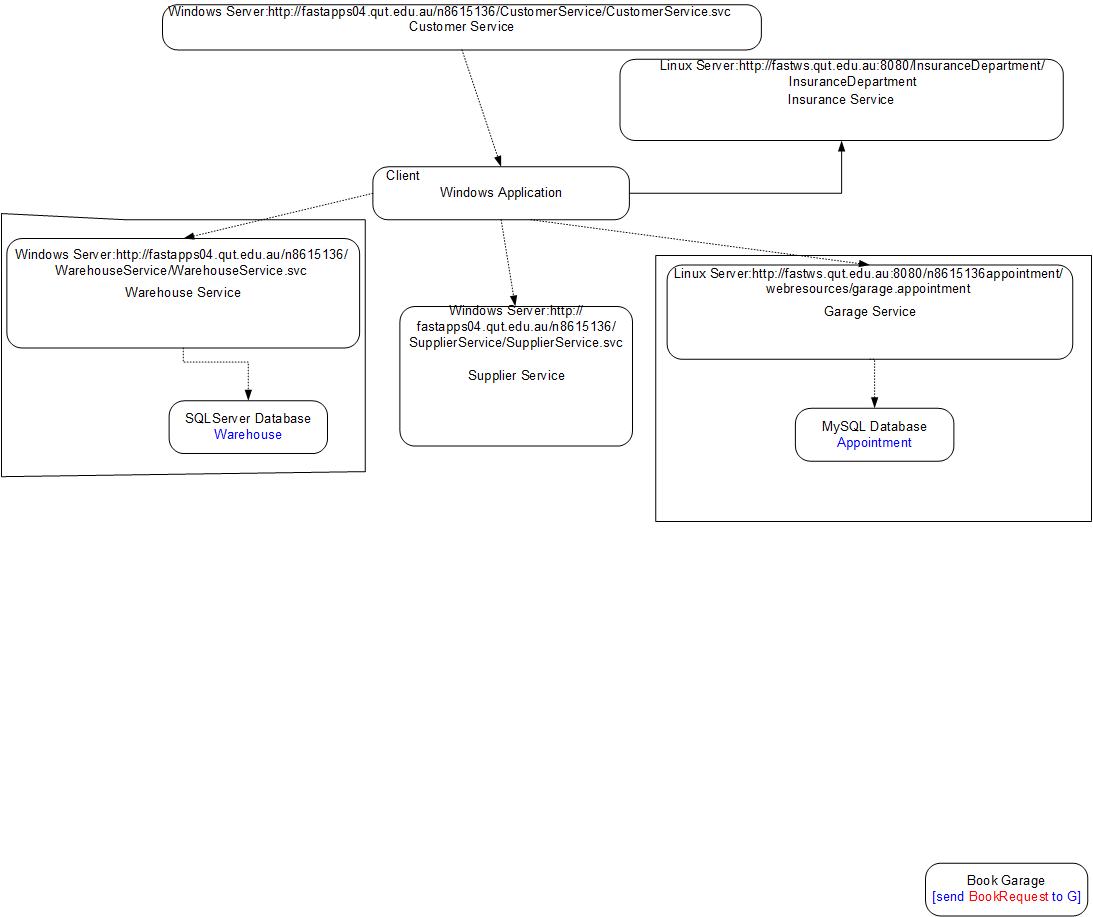 Windows Server:http://fastapps04.qut.edu.au/n8615136/CustomerService/CustomerService.svc
Customer Service
Linux Server:http://fastws.qut.edu.au:8080/InsuranceDepartment/
InsuranceDepartment
Insurance Service
Client
Windows Application
Windows Server:http://fastapps04.qut.edu.au/n8615136/
WarehouseService/WarehouseService.svc
Warehouse Service
SQLServer Database
Warehouse
Windows Server:http://
fastapps04.qut.edu.au/n8615136/
SupplierService/SupplierService.svc
Supplier Service
Linux Server:http://fastws.qut.edu.au:8080/n8615136appointment/
webresources/garage.appointment
Garage Service
MySQL Database
Appointment
Book Garage
[send BookRequest to G]